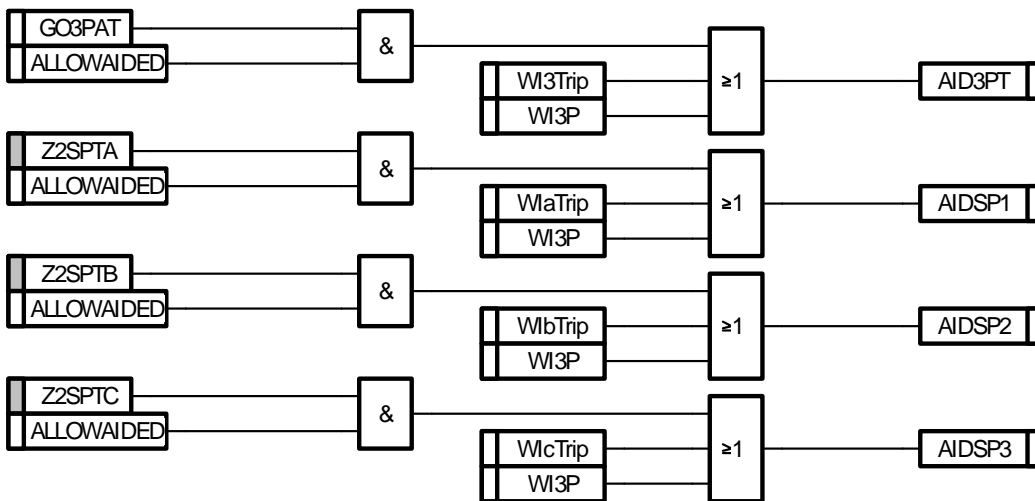 GO3PAT
ALLOWAIDED
&
WI3Trip
WI3P
≥1
AID3PT
Z2SPTA
ALLOWAIDED
&
WIaTrip
WI3P
≥1
AIDSP1
Z2SPTB
ALLOWAIDED
&
WIbTrip
WI3P
≥1
AIDSP2
Z2SPTC
ALLOWAIDED
&
WIcTrip
WI3P
≥1
AIDSP3